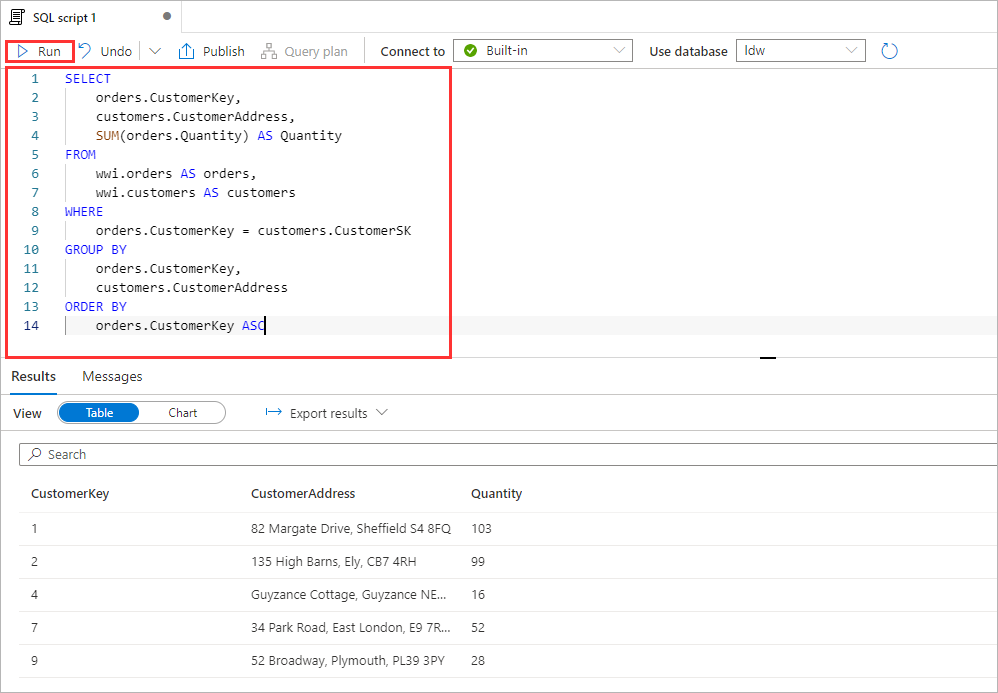 SQL script 1
Run Undo Publish Query plan Connect to Built-in Use database ldw
1 SELECT
2 orders.CustomerKey,
3 customers.CustomerAddress,
4 SUM(orders.Quantity) AS Quantity
5 FROM
6 wwi.orders AS orders,
7 wwi.customers AS customers
8 WHERE
9 orders.CustomerKey = customers.CustomerSK
10 GROUP BY
11 orders.CustomerKey,
12 customers.CustomerAddress
13 ORDER BY
14 orders.CustomerKey ASC
Results Messages
View Table Chart Export results
Search
CustomerKey CustomerAddress Quantity
1 82 Margate Drive, Sheffield S4 8FQ 103
2 135 High Barns, Ely, CB7 4RH 99
4 Guyzance Cottage, Guyzance NE... 16
7 34 Park Road, East London, E9 7R... 52
9 52 Broadway, Plymouth, PL39 3PY 28